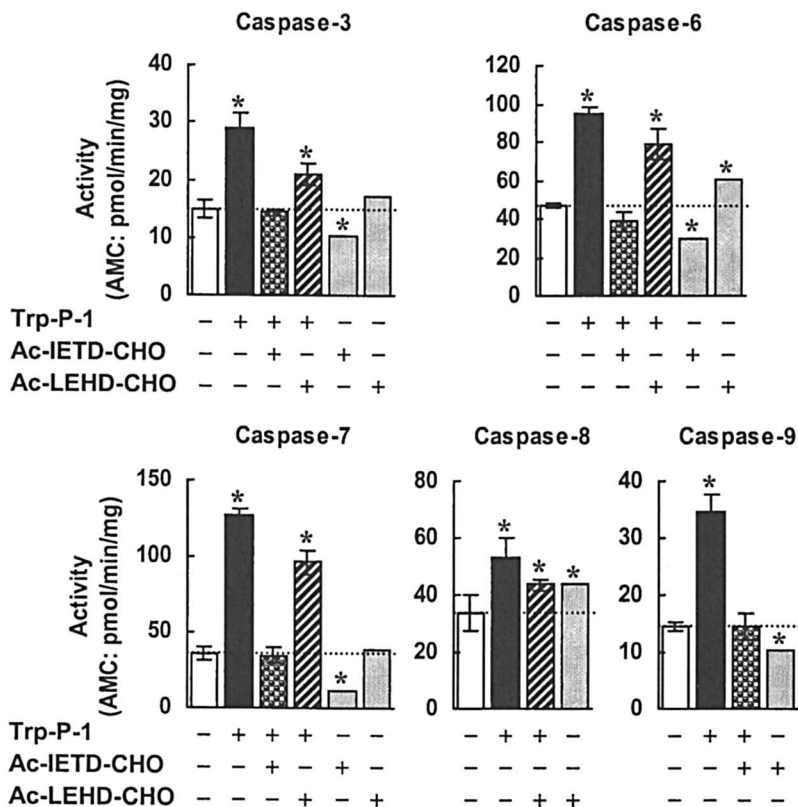 Caspase-3
Caspase-6
Activity
(AMC: pmol/min/mg)
40
30
20
10
0
*
*
*
120
100
80
60
40
20
0
*
*
*
*
Trp-P-1 – + + + – – – + + + – –
Ac-IETD-CHO – – + – + – – – + – + –
Ac-LEHD-CHO – – – + – + – – – + – +
Caspase-7
Caspase-8
Caspase-9
Activity
(AMC: pmol/min/mg)
150
100
50
0
*
*
*
80
60
40
20
0
*
*
*
40
30
20
10
0
*
*
Trp-P-1 – + + + – – – + + – – + + –
Ac-IETD-CHO – – + – + – – – – – – – + +
Ac-LEHD-CHO – – – + – + – – + + – – – –